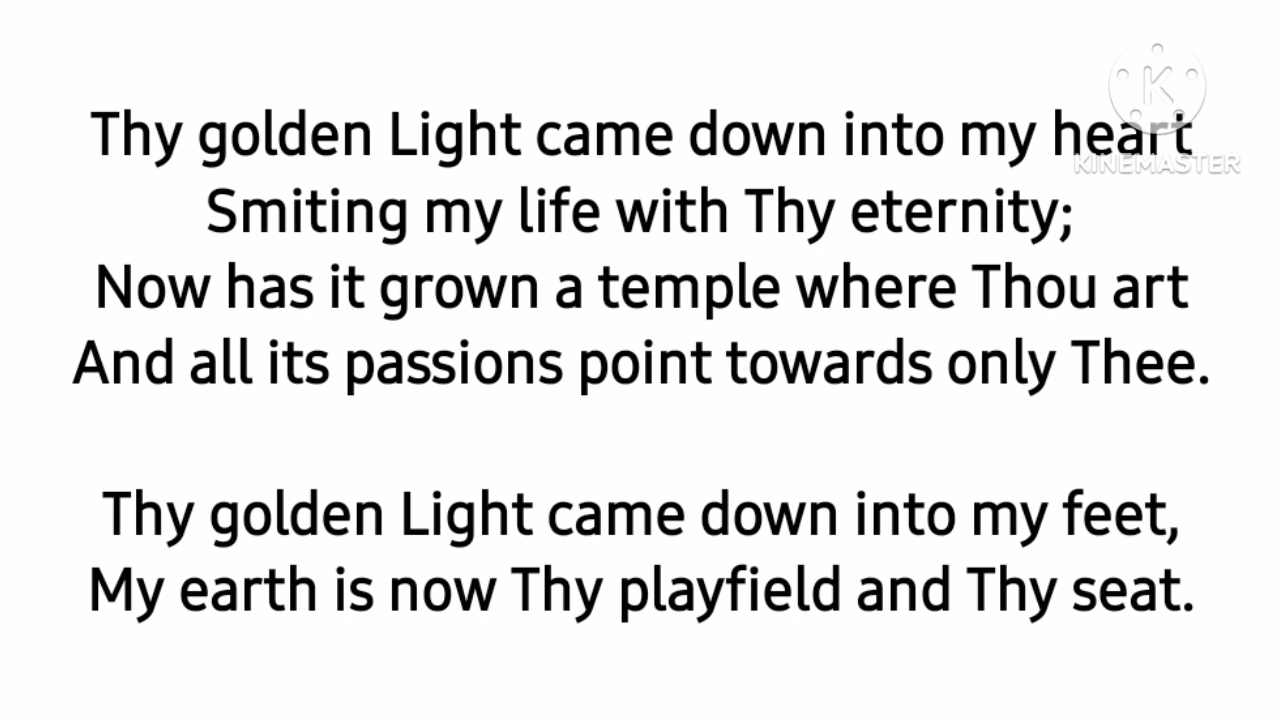 Thy golden Light came down into my heart
Smiting my life with Thy eternity;
Now has it grown a temple where Thou art
And all its passions point towards only Thee.
Thy golden Light came down into my feet,
My earth is now Thy playfield and Thy seat.
K
KINEMASTER